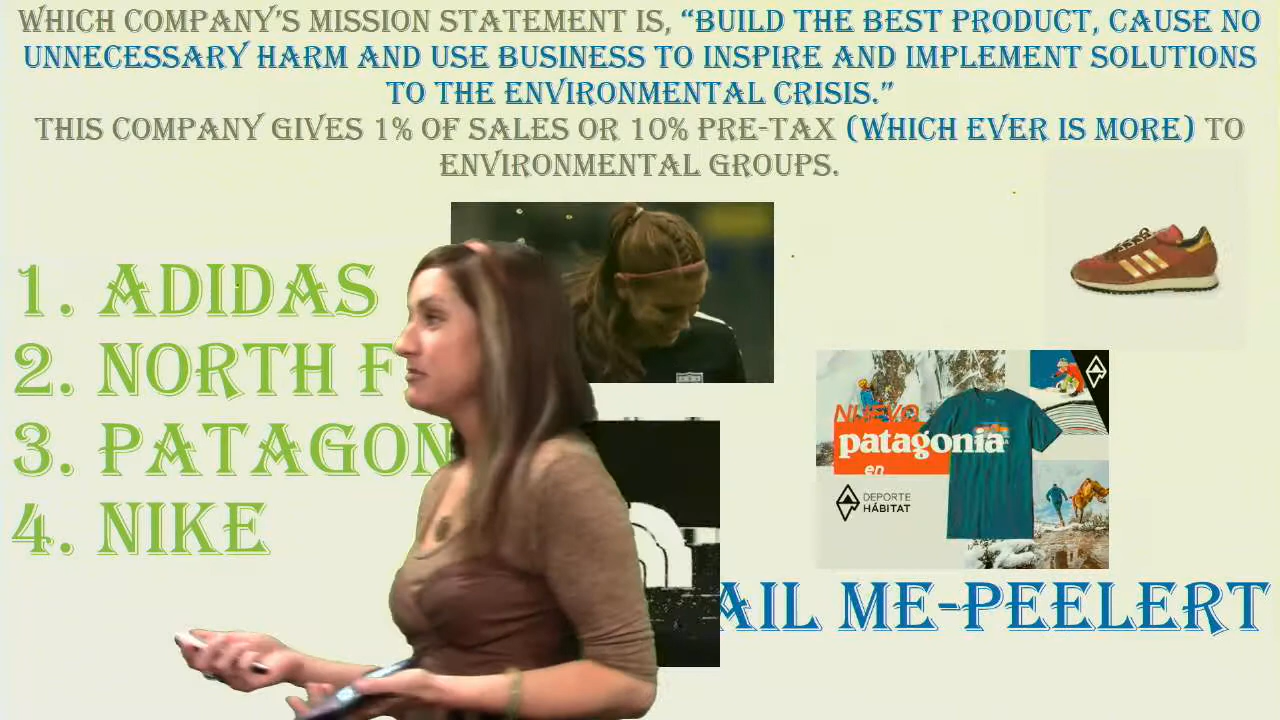 WHICH COMPANY'S MISSION STATEMENT IS, “BUILD THE BEST PRODUCT, CAUSE NO
UNNECESSARY HARM AND USE BUSINESS TO INSPIRE AND IMPLEMENT SOLUTIONS
TO THE ENVIRONMENTAL CRISIS.”
THIS COMPANY GIVES 1% OF SALES OR 10% PRE-TAX (WHICH EVER IS MORE) TO
ENVIRONMENTAL GROUPS.
1. ADIDAS
2. NORTH F
3. PATAGON
4. NIKE
NUEVO
patagonia
en
DEPORTE
HÁBITAT
AIL ME-PEELERT